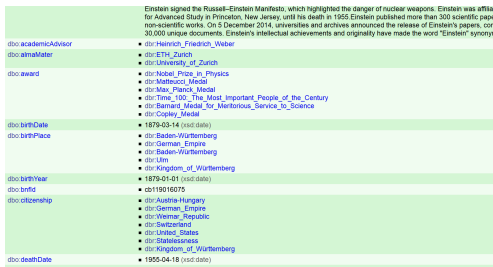 Einstein signed the Russell–Einstein Manifesto, which highlighted the danger of nuclear weapons. Einstein was affilia
for Advanced Study in Princeton, New Jersey, until his death in 1955.Einstein published more than 300 scientific pape
non-scientific works. On 5 December 2014, universities and archives announced the release of Einstein's papers, con
30,000 unique documents. Einstein's intellectual achievements and originality have made the word "Einstein" synonym
dbo:academicAdvisor
dbr:Heinrich_Friedrich_Weber
dbo:almaMater
dbr:ETH_Zurich
dbr:University_of_Zurich
dbo:award
dbr:Nobel_Prize_in_Physics
dbr:Matteucci_Medal
dbr:Max_Planck_Medal
dbr:Time_100:_The_Most_Important_People_of_the_Century
dbr:Barnard_Medal_for_Meritorious_Service_to_Science
dbr:Copley_Medal
dbo:birthDate
1879-03-14 (xsd:date)
dbo:birthPlace
dbr:Baden-Württemberg
dbr:German_Empire
dbr:Baden-Württemberg
dbr:Ulm
dbr:Kingdom_of_Württemberg
dbo:birthYear
1879-01-01 (xsd:date)
dbo:bnfId
cb119016075
dbo:citizenship
dbr:Austria-Hungary
dbr:German_Empire
dbr:Weimar_Republic
dbr:Switzerland
dbr:United_States
dbr:Statelessness
dbr:Kingdom_of_Württemberg
dbo:deathDate
1955-04-18 (xsd:date)